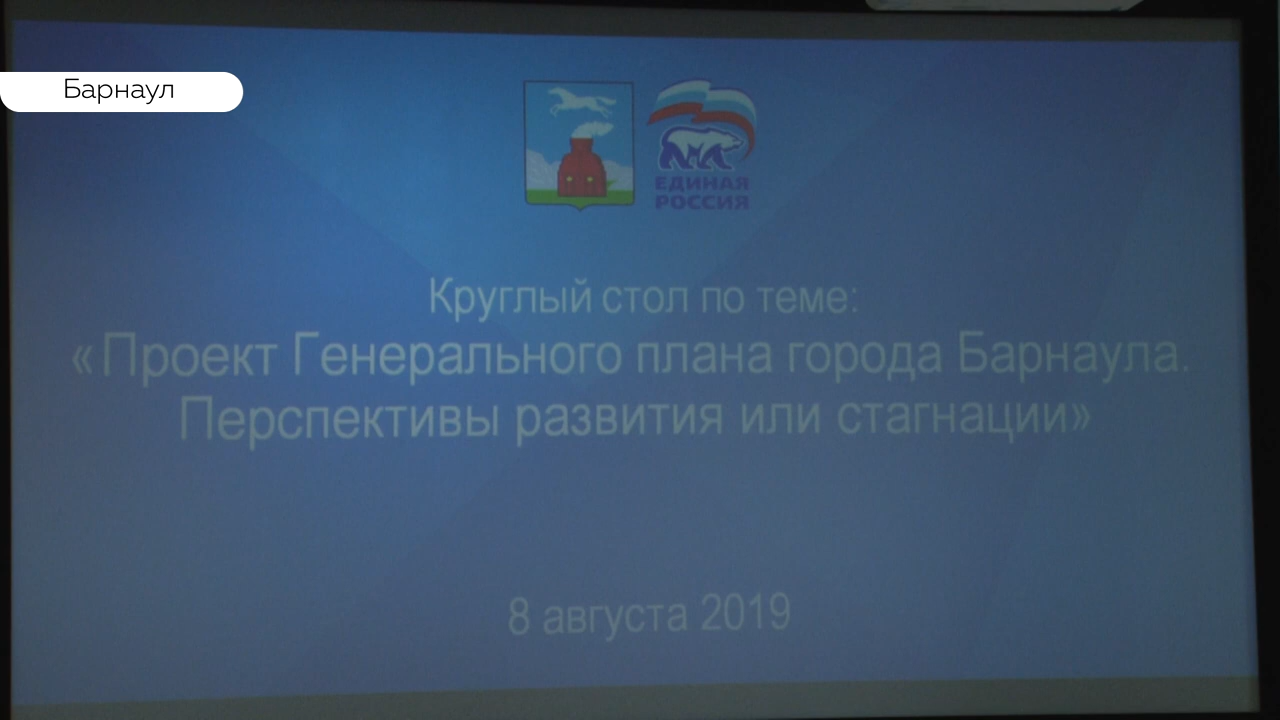 Барнаул
ЕДИНАЯ
РОССИЯ
Круглый стол по теме:
«Проект Генерального плана города Барнаула.
Перспективы развития или стагнации»
8 августа 2019